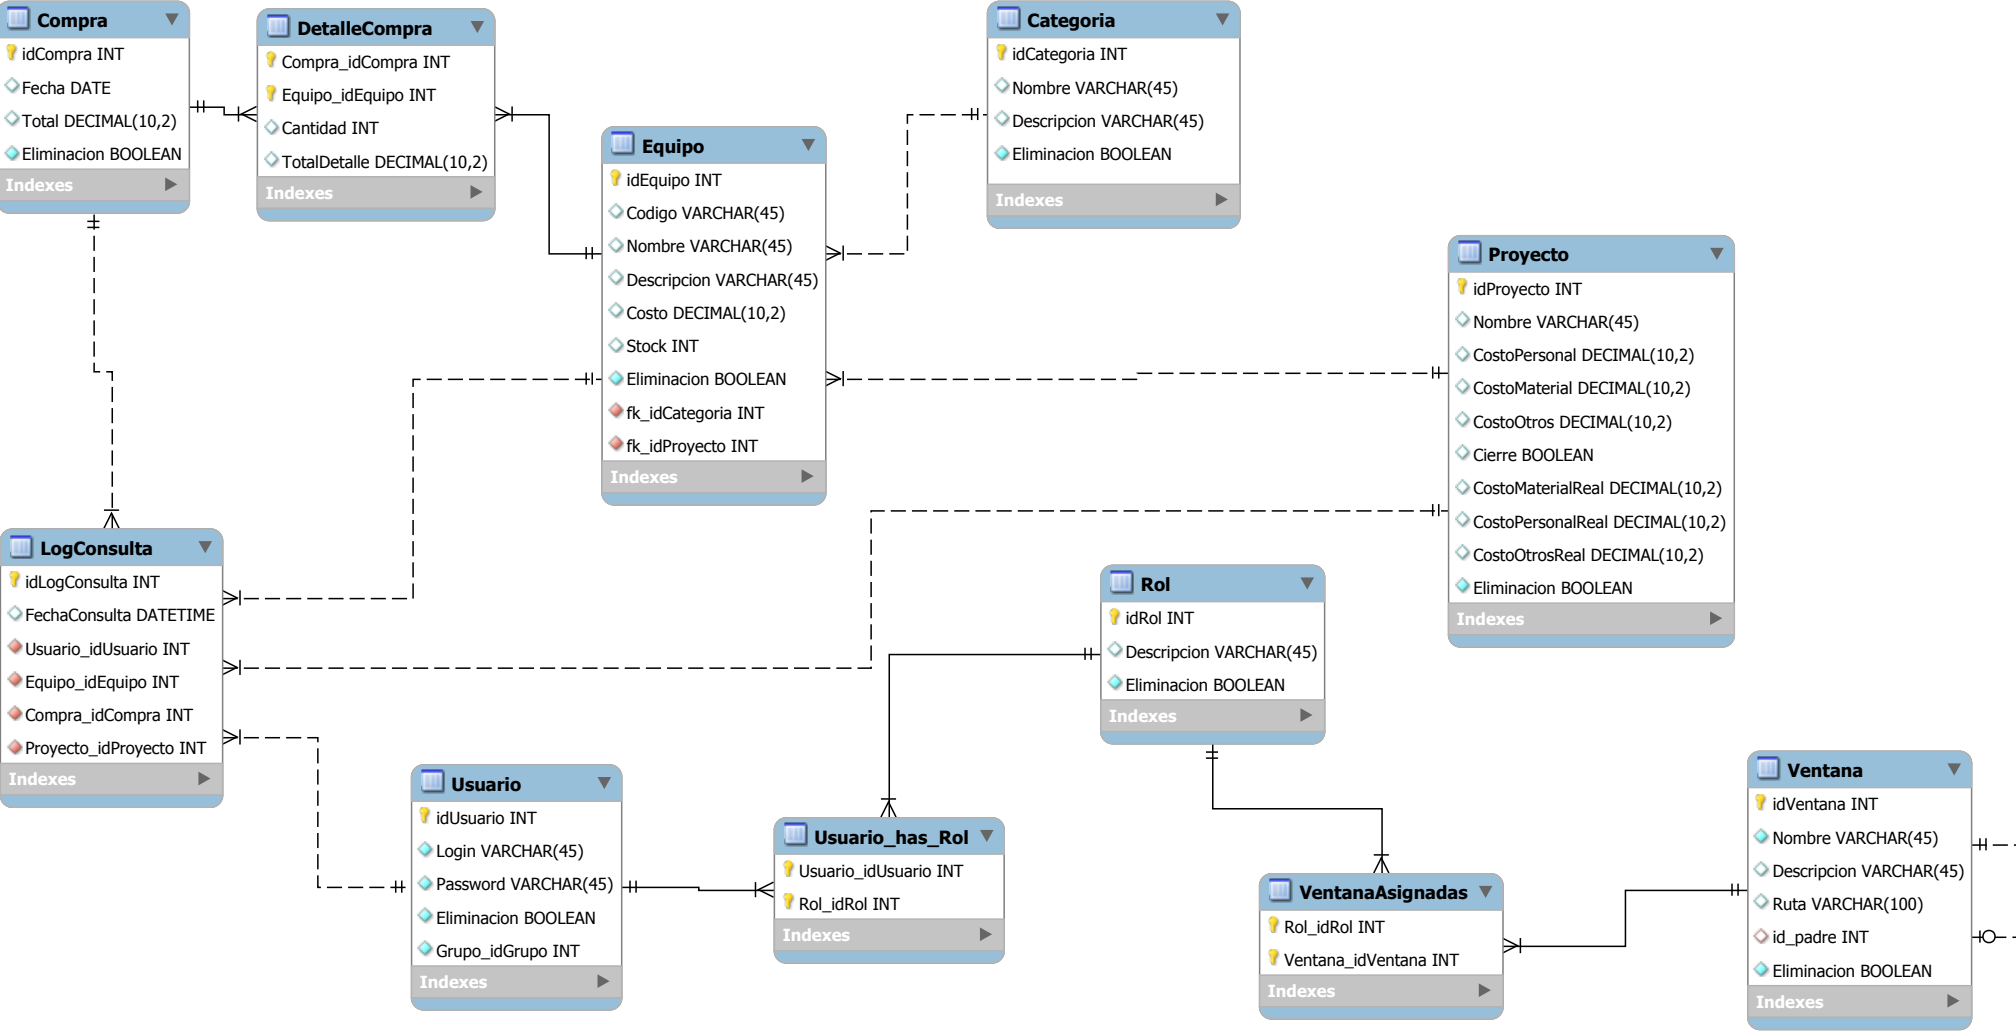 Compra
idCompra INT
Fecha DATE
Total DECIMAL(10,2)
Eliminacion BOOLEAN
Indexes
DetalleCompra
Compra_idCompra INT
Equipo_idEquipo INT
Cantidad INT
TotalDetalle DECIMAL(10,2)
Indexes
Equipo
idEquipo INT
Codigo VARCHAR(45)
Nombre VARCHAR(45)
Descripcion VARCHAR(45)
Costo DECIMAL(10,2)
Stock INT
Eliminacion BOOLEAN
fk_idCategoria INT
fk_idProyecto INT
Indexes
Categoria
idCategoria INT
Nombre VARCHAR(45)
Descripcion VARCHAR(45)
Eliminacion BOOLEAN
Indexes
Proyecto
idProyecto INT
Nombre VARCHAR(45)
CostoPersonal DECIMAL(10,2)
CostoMaterial DECIMAL(10,2)
CostoOtros DECIMAL(10,2)
Cierre BOOLEAN
CostoMaterialReal DECIMAL(10,2)
CostoPersonalReal DECIMAL(10,2)
CostoOtrosReal DECIMAL(10,2)
Eliminacion BOOLEAN
Indexes
LogConsulta
idLogConsulta INT
FechaConsulta DATETIME
Usuario_idUsuario INT
Equipo_idEquipo INT
Compra_idCompra INT
Proyecto_idProyecto INT
Indexes
Rol
idRol INT
Descripcion VARCHAR(45)
Eliminacion BOOLEAN
Indexes
Usuario
idUsuario INT
Login VARCHAR(45)
Password VARCHAR(45)
Eliminacion BOOLEAN
Grupo_idGrupo INT
Indexes
Usuario_has_Rol
Usuario_idUsuario INT
Rol_idRol INT
Indexes
VentanaAsignadas
Rol_idRol INT
Ventana_idVentana INT
Indexes
Ventana
idVentana INT
Nombre VARCHAR(45)
Descripcion VARCHAR(45)
Ruta VARCHAR(100)
id_padre INT
Eliminacion BOOLEAN
Indexes